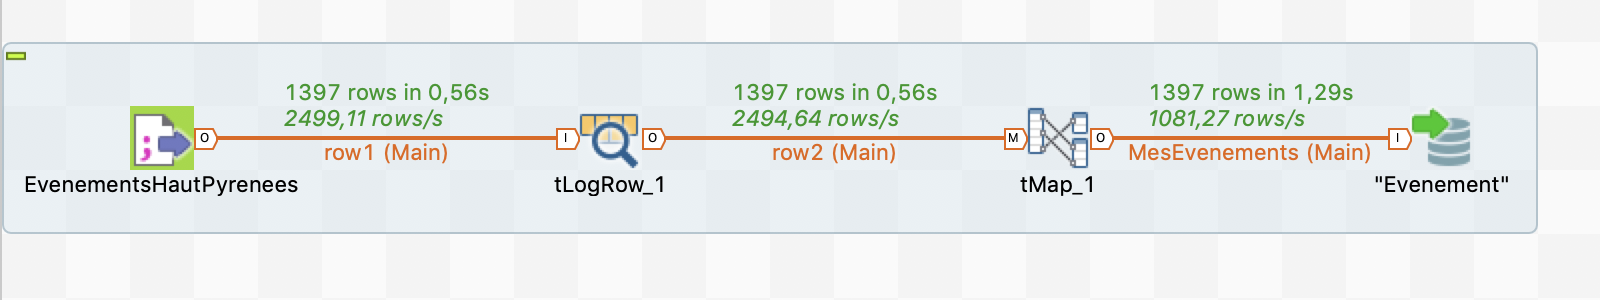 1397 rows in 0,56s
2499,11 rows/s
row1 (Main)
1397 rows in 0,56s
2494,64 rows/s
row2 (Main)
1397 rows in 1,29s
1081,27 rows/s
MesEvenements (Main)
O
I
O
M
O
I
EvenementsHautPyrenees
tLogRow_1
tMap_1
"Evenement"